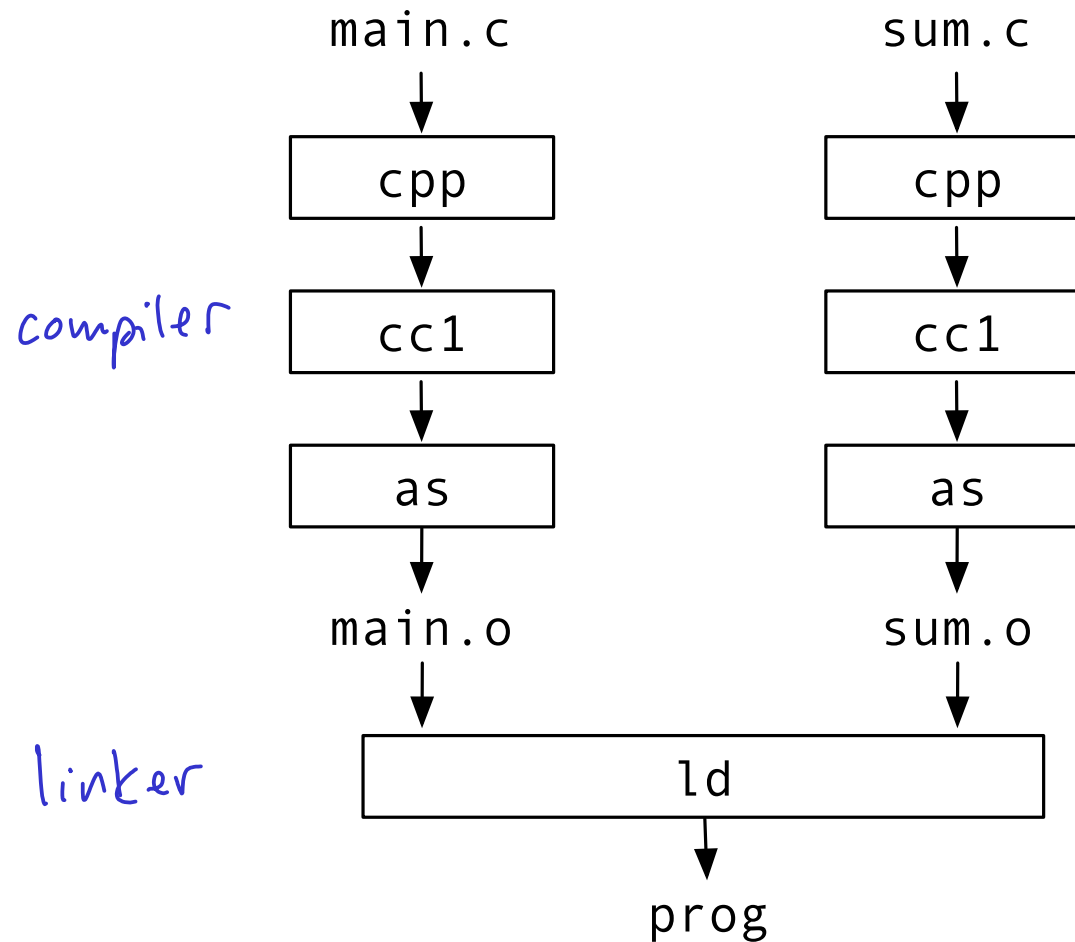 main.c sum.c
cpp cpp
compiler cc1 cc1
as as
main.o sum.o
linker ld
prog